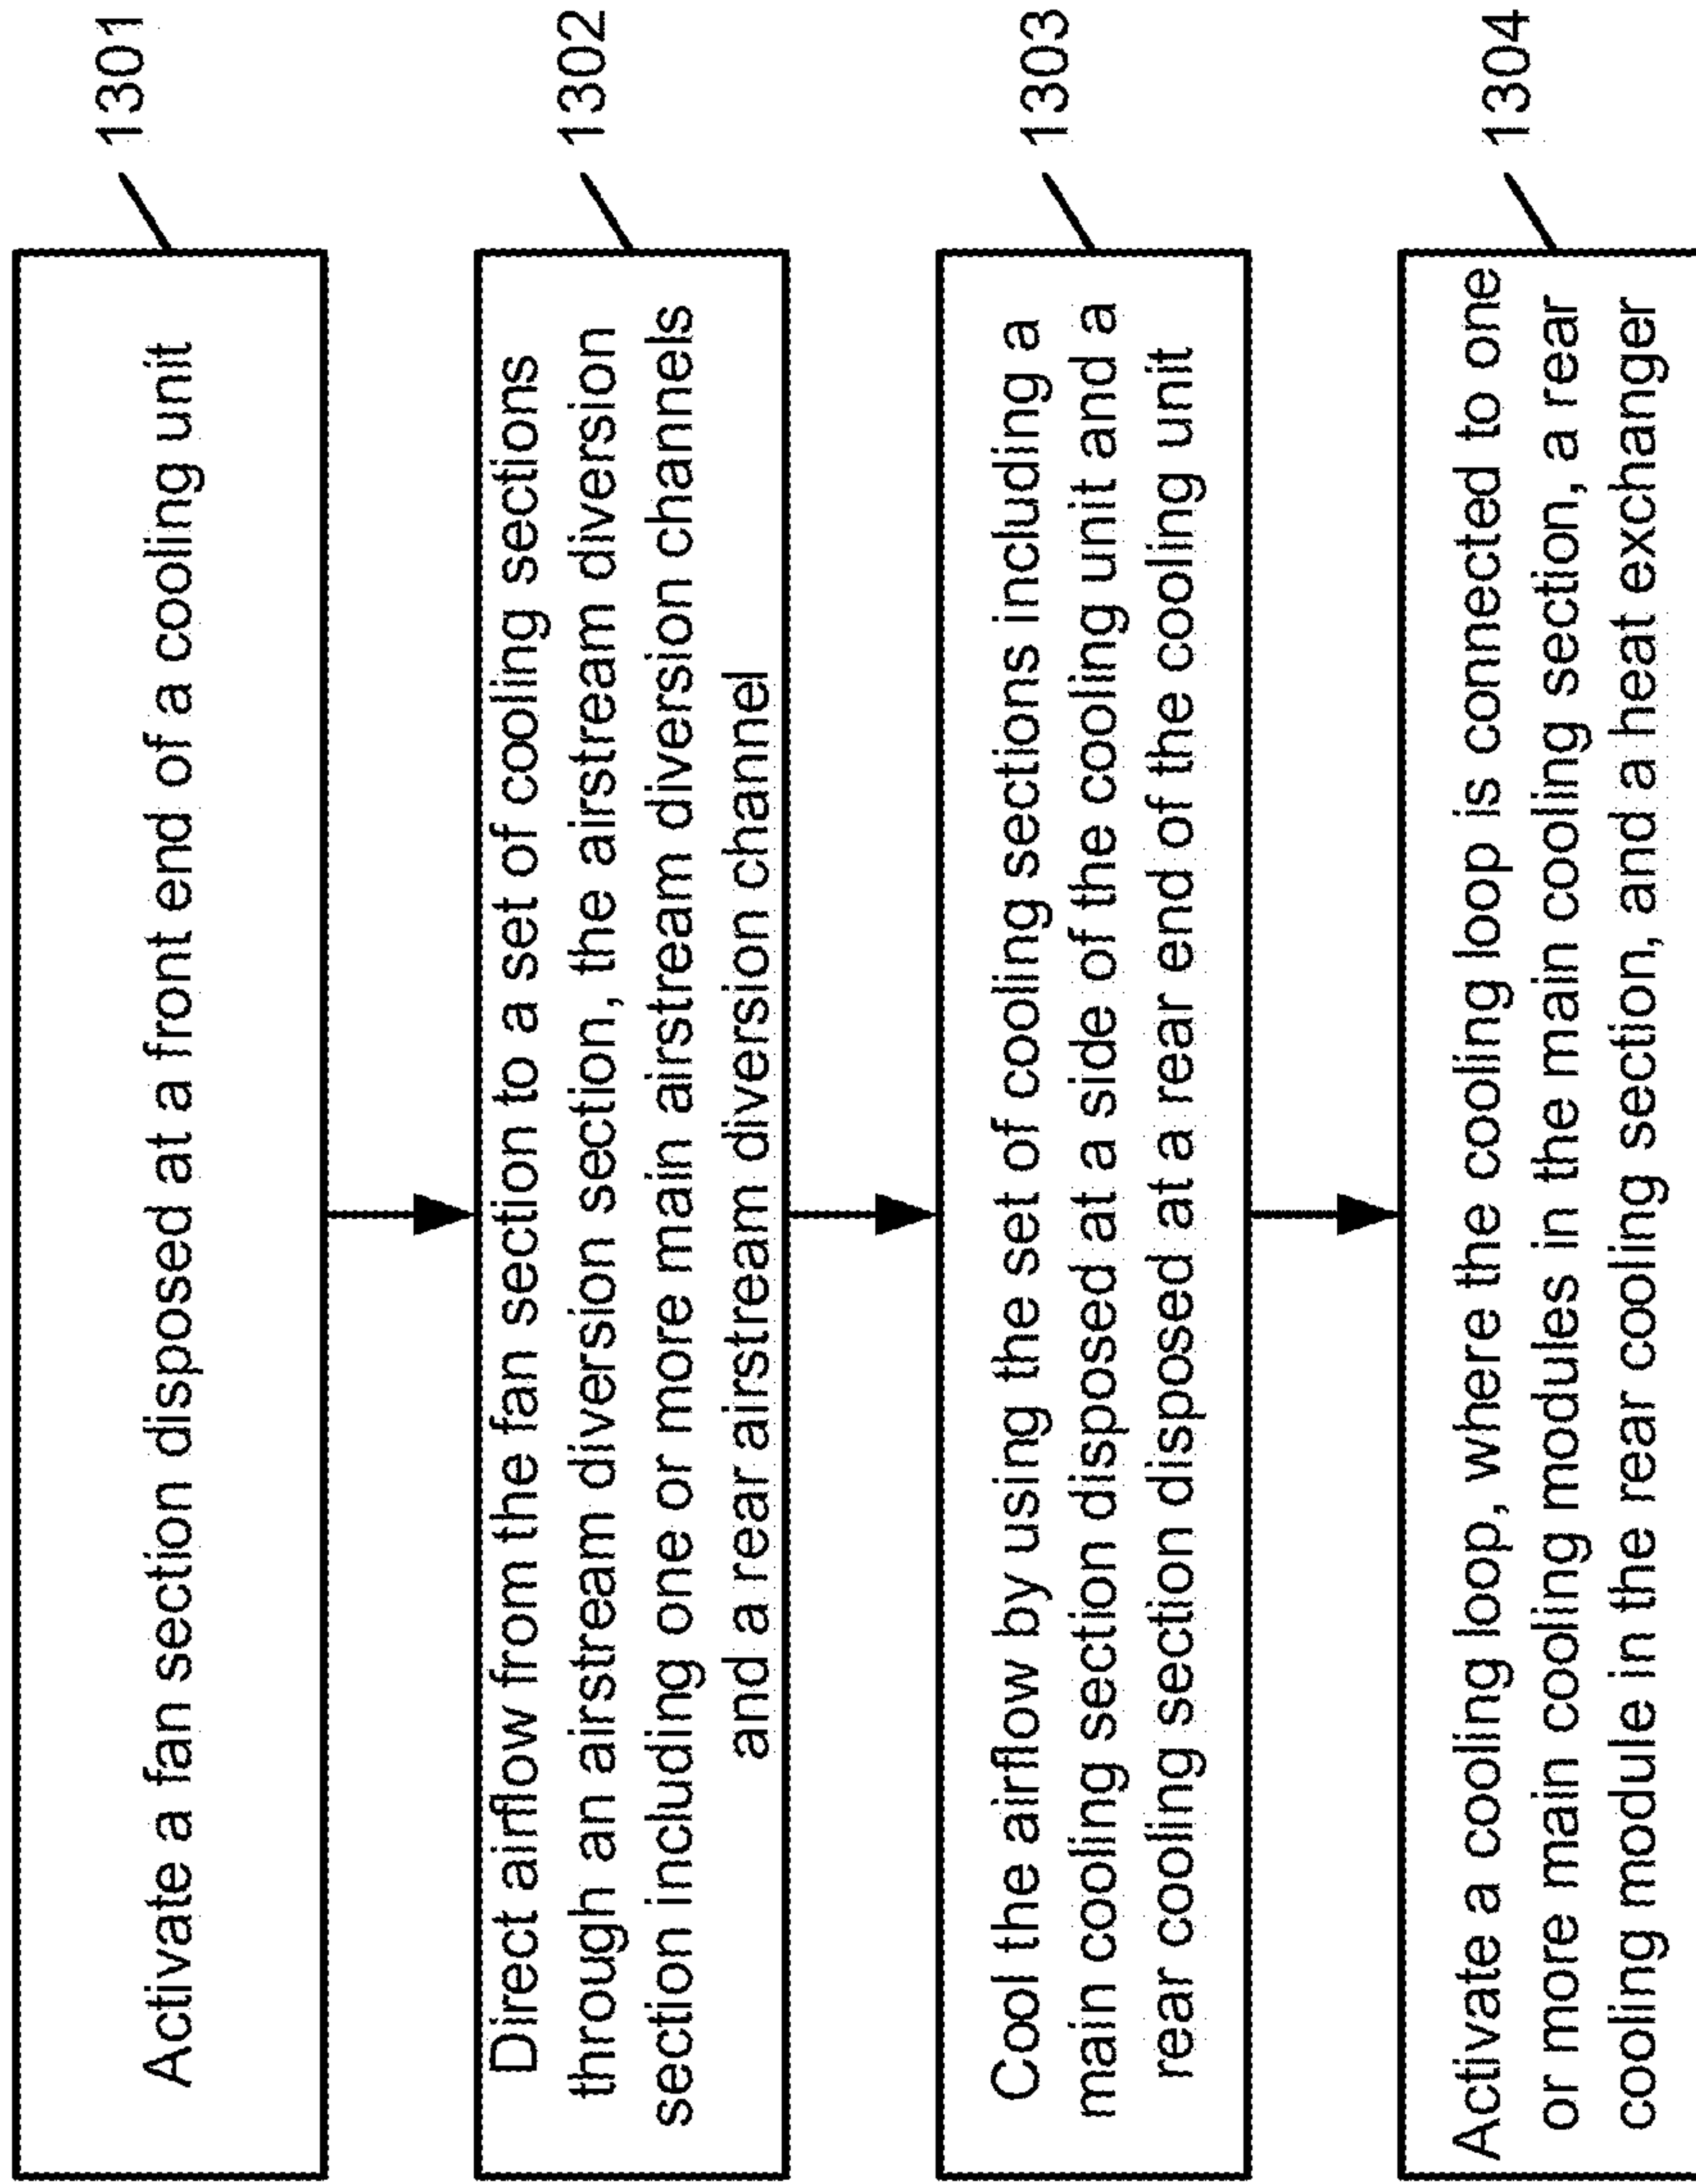 Activate a fan section disposed at a front end of a cooling unit
1301
Direct airflow from the fan section to a set of cooling sections
through an airstream diversion section, the airstream diversion
section including one or more main airstream diversion channels
and a rear airstream diversion channel
1302
Cool the airflow by using the set of cooling sections including a
main cooling section disposed at a side of the cooling unit and a
rear cooling section disposed at a rear end of the cooling unit
1303
Activate a cooling loop, where the cooling loop is connected to one
or more main cooling modules in the main cooling section, a rear
cooling module in the rear cooling section, and a heat exchanger
1304